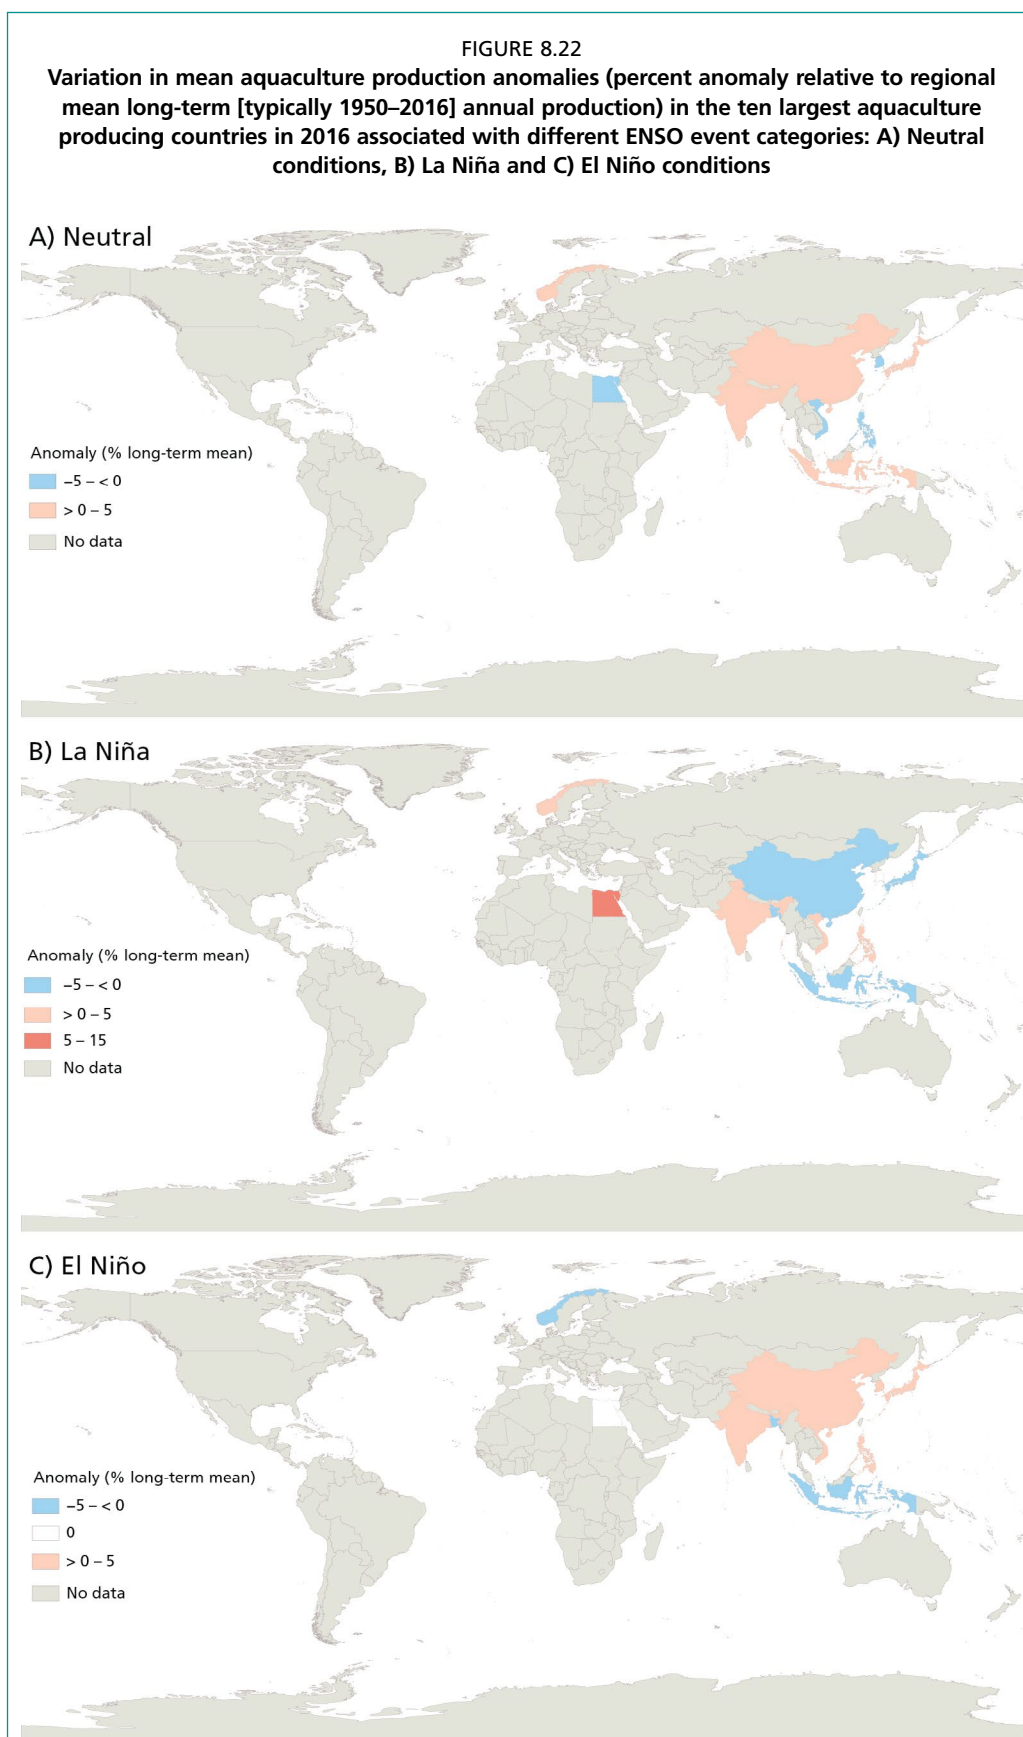 FIGURE 8.22
Variation in mean aquaculture production anomalies (percent anomaly relative to regional
mean long-term [typically 1950–2016] annual production) in the ten largest aquaculture
producing countries in 2016 associated with different ENSO event categories: A) Neutral
conditions, B) La Niña and C) El Niño conditions
A) Neutral
Anomaly (% long-term mean)
–5 – < 0
> 0 – 5
No data
B) La Niña
Anomaly (% long-term mean)
–5 – < 0
> 0 – 5
5 – 15
No data
C) El Niño
Anomaly (% long-term mean)
–5 – < 0
0
> 0 – 5
No data